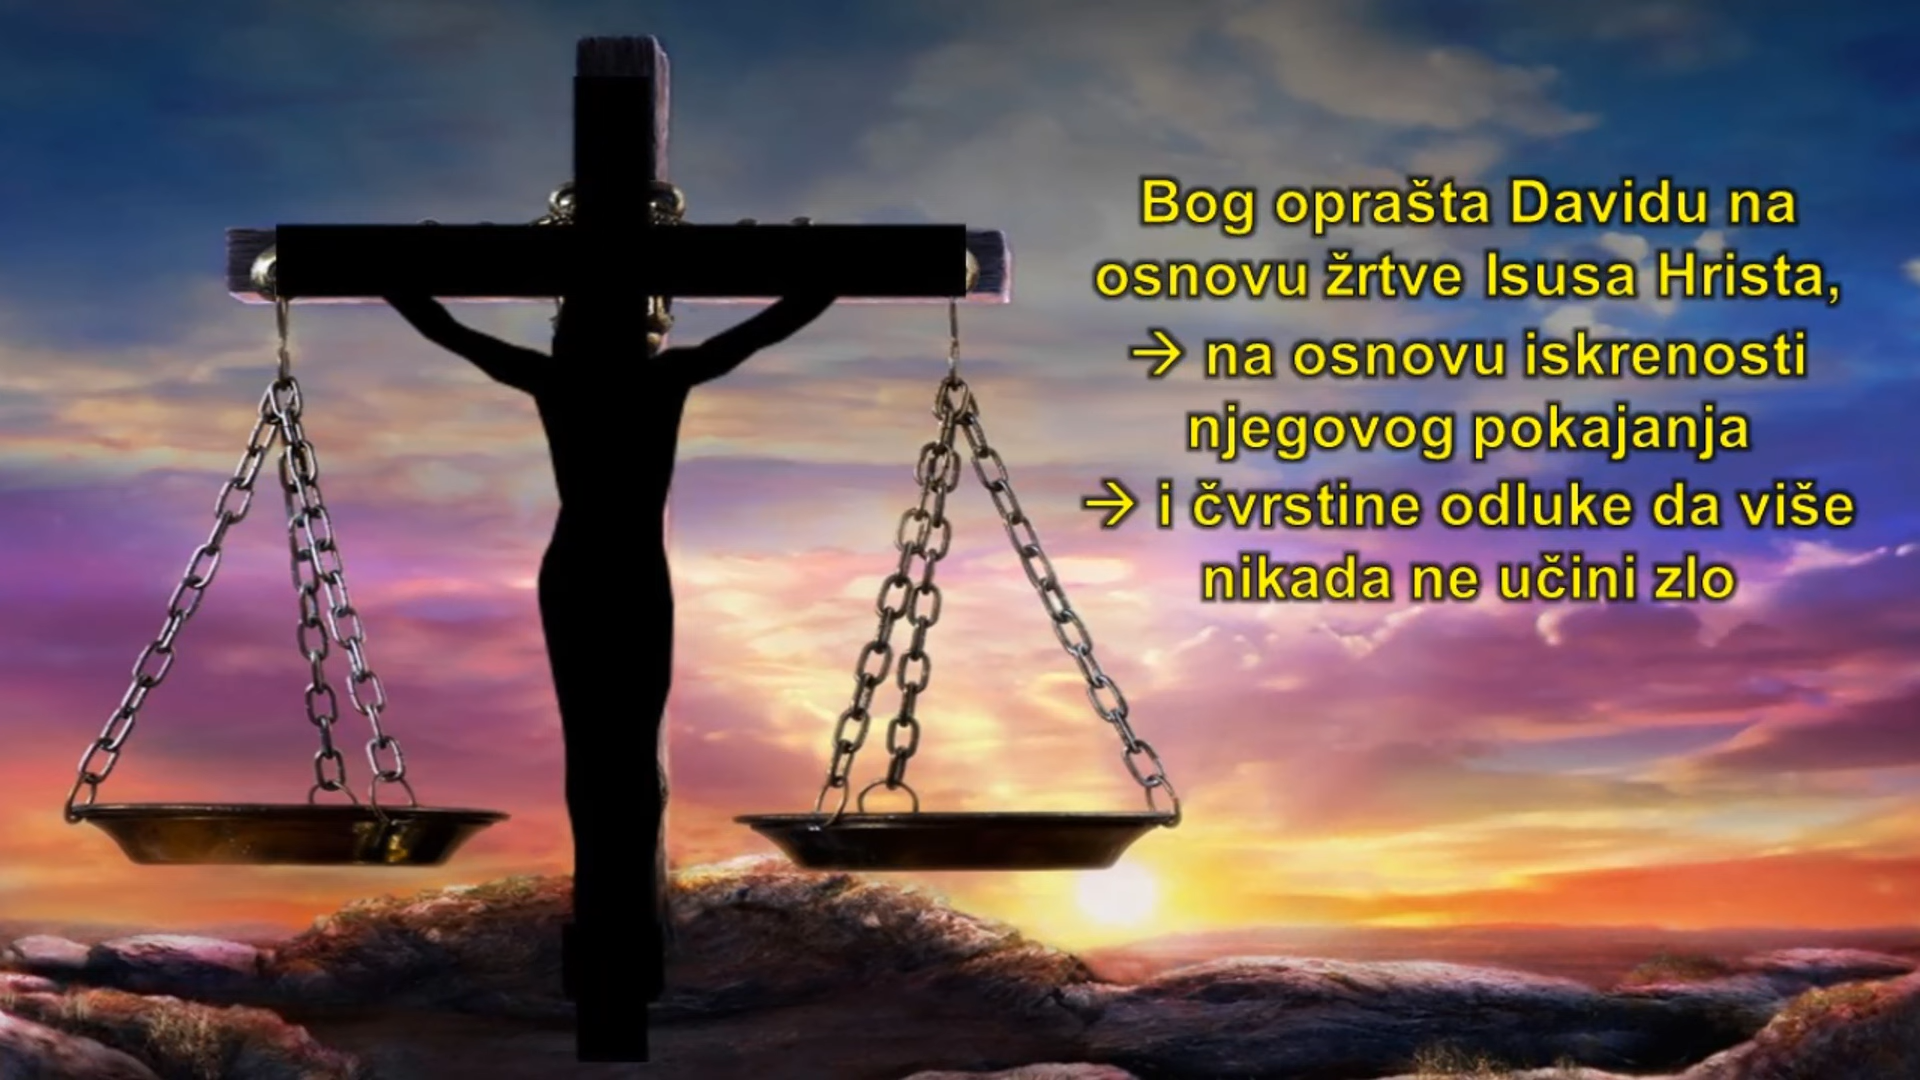 Bog oprašta Davidu na
osnovu žrtve Isusa Hrista,
→ na osnovu iskrenosti
njegovog pokajanja
→ i čvrstine odluke da više
nikada ne učini zlo